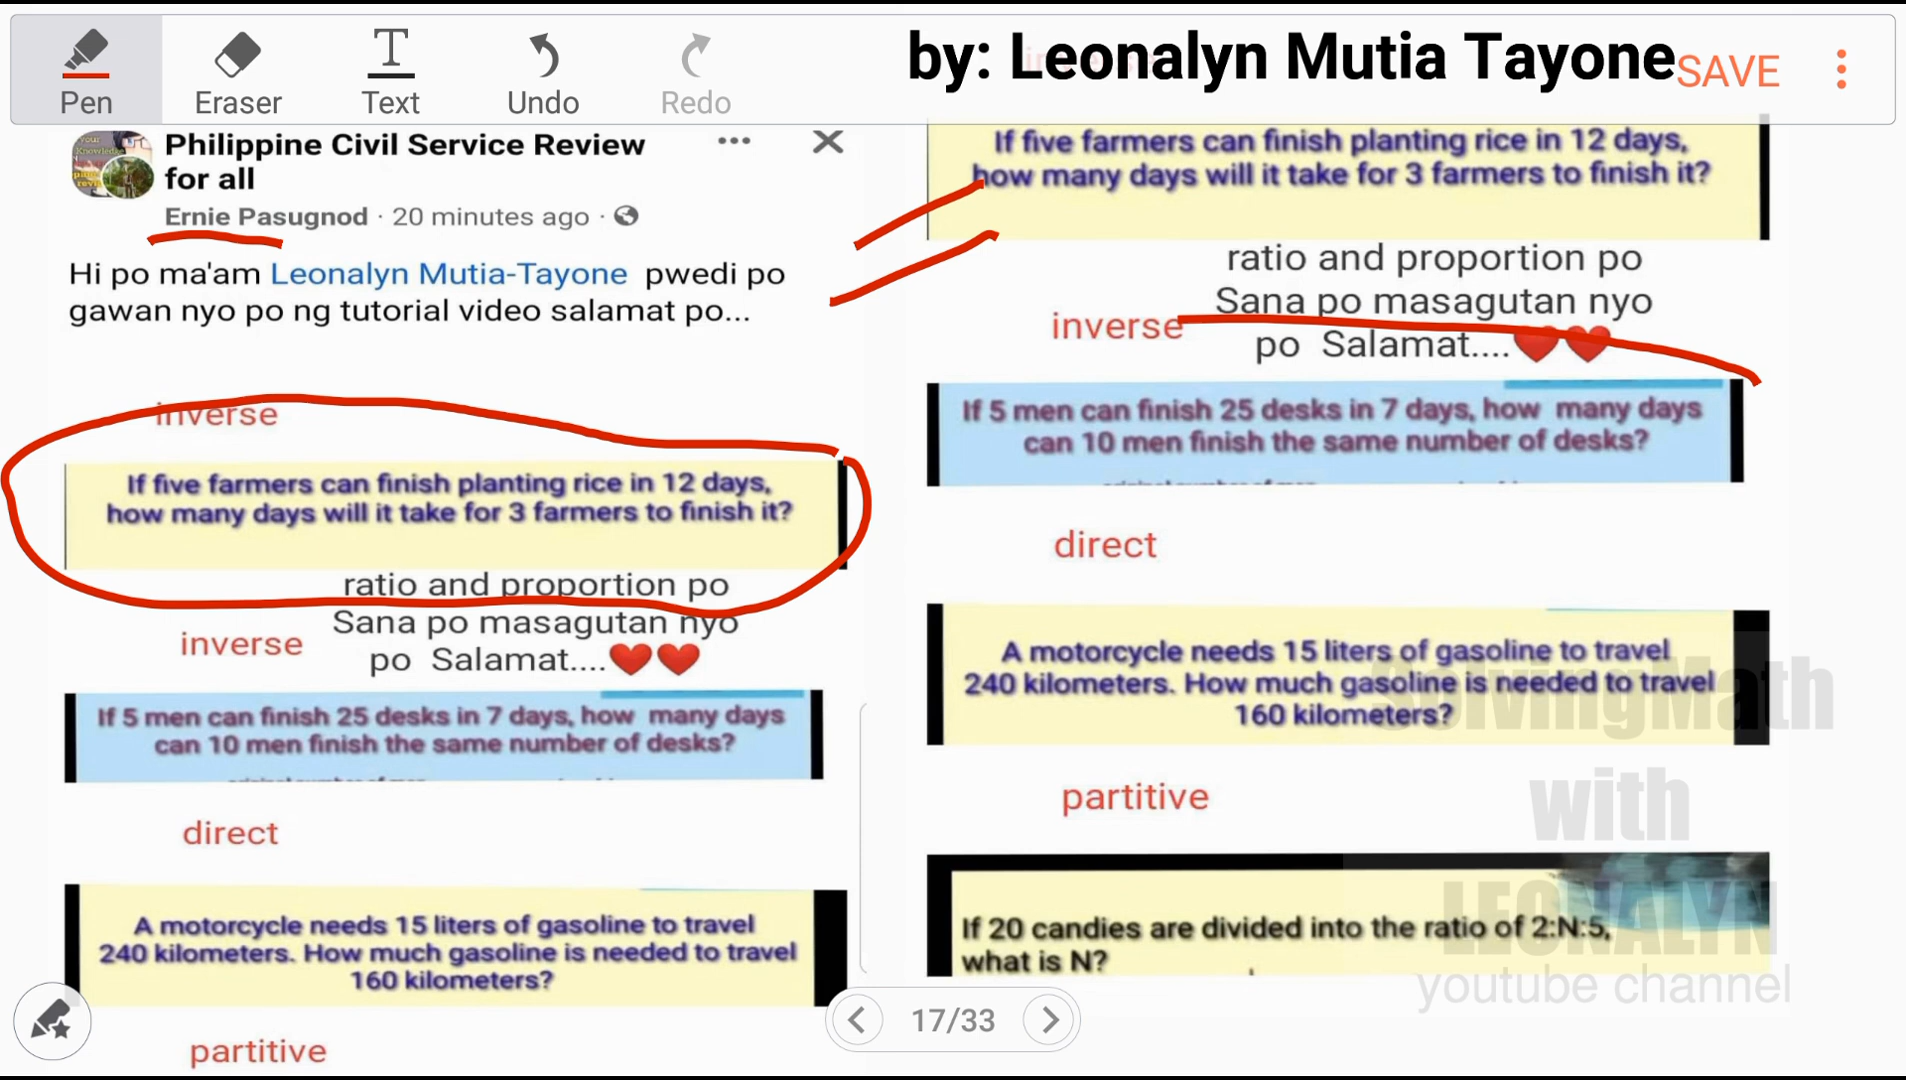 Pen
Eraser
Text
Undo
Redo
by: Leonalyn Mutia Tayone
SAVE
Philippine Civil Service Review
for all
Ernie Pasugnod · 20 minutes ago ·
Hi po ma'am Leonalyn Mutia-Tayone pwedi po
gawan nyo po ng tutorial video salamat po...
inverse
If five farmers can finish planting rice in 12 days,
how many days will it take for 3 farmers to finish it?
ratio and proportion po
Sana po masagutan nyo
inverse
po Salamat....❤❤
If 5 men can finish 25 desks in 7 days, how many days
can 10 men finish the same number of desks?
direct
A motorcycle needs 15 liters of gasoline to travel
240 kilometers. How much gasoline is needed to travel
160 kilometers?
partitive
If five farmers can finish planting rice in 12 days,
how many days will it take for 3 farmers to finish it?
ratio and proportion po
Sana po masagutan nyo
inverse
po Salamat....❤❤
If 5 men can finish 25 desks in 7 days, how many days
can 10 men finish the same number of desks?
direct
A motorcycle needs 15 liters of gasoline to travel
240 kilometers. How much gasoline is needed to travel
160 kilometers?
partitive
If 20 candies are divided into the ratio of 2:N:5,
what is N?
SolvingMath
with
LEONALYN
youtube channel
17/33